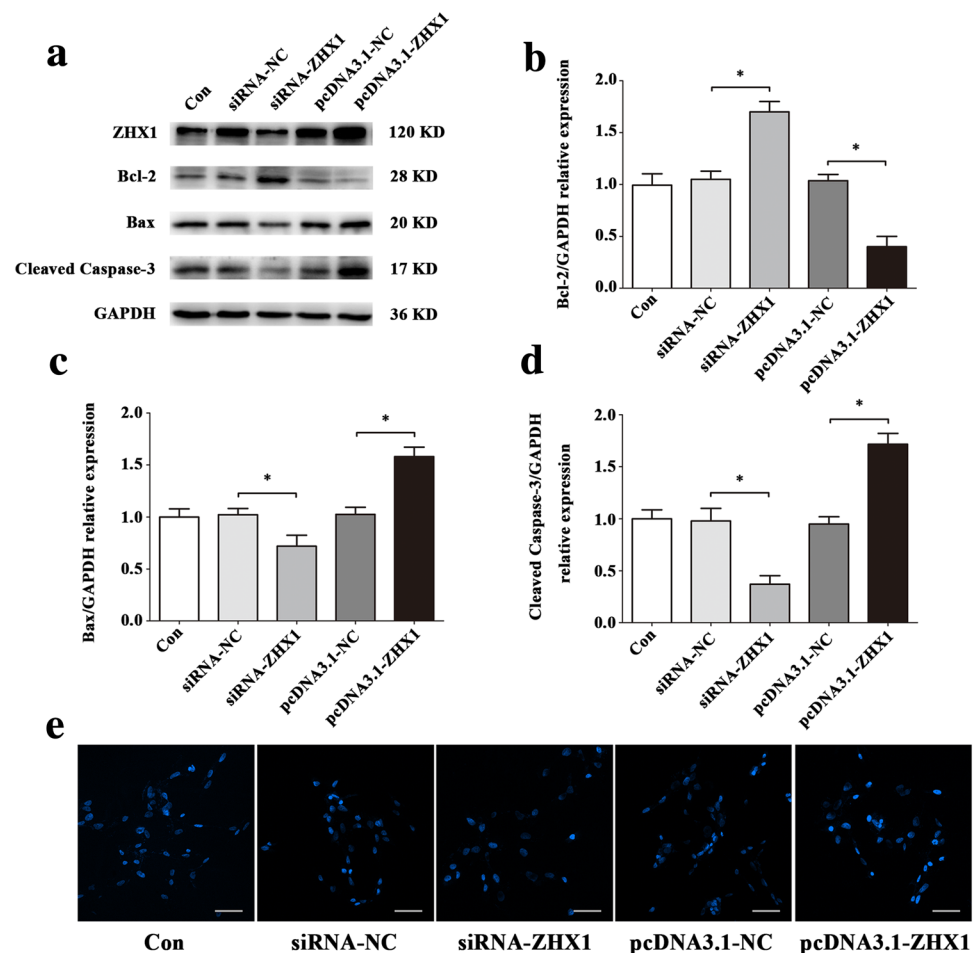 a
Con
siRNA-NC
siRNA-ZHX1
pcDNA3.1-NC
pcDNA3.1-ZHX1
ZHX1 120 KD
Bcl-2 28 KD
Bax 20 KD
Cleaved Caspase-3 17 KD
GAPDH 36 KD
b
Bcl-2/GAPDH relative expression
2.0
1.5
1.0
0.5
0.0
*
*
Con
siRNA-NC
siRNA-ZHX1
pcDNA3.1-NC
pcDNA3.1-ZHX1
c
Bax/GAPDH relative expression
2.0
1.5
1.0
0.5
0.0
*
*
Con
siRNA-NC
siRNA-ZHX1
pcDNA3.1-NC
pcDNA3.1-ZHX1
d
Cleaved Caspase-3/GAPDH
relative expression
2.0
1.5
1.0
0.5
0.0
*
*
Con
siRNA-NC
siRNA-ZHX1
pcDNA3.1-NC
pcDNA3.1-ZHX1
e
Con
siRNA-NC
siRNA-ZHX1
pcDNA3.1-NC
pcDNA3.1-ZHX1